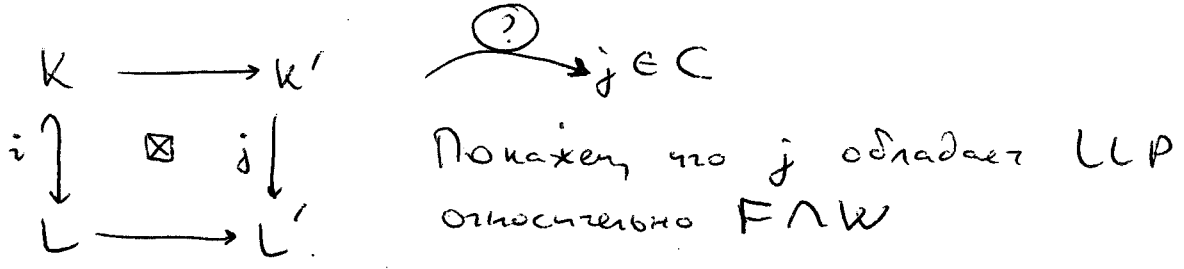 K → K' ? j ∈ C
i ⊠ j Покажем, что j обладает LLP
относительно F ∩ W
L → L'.